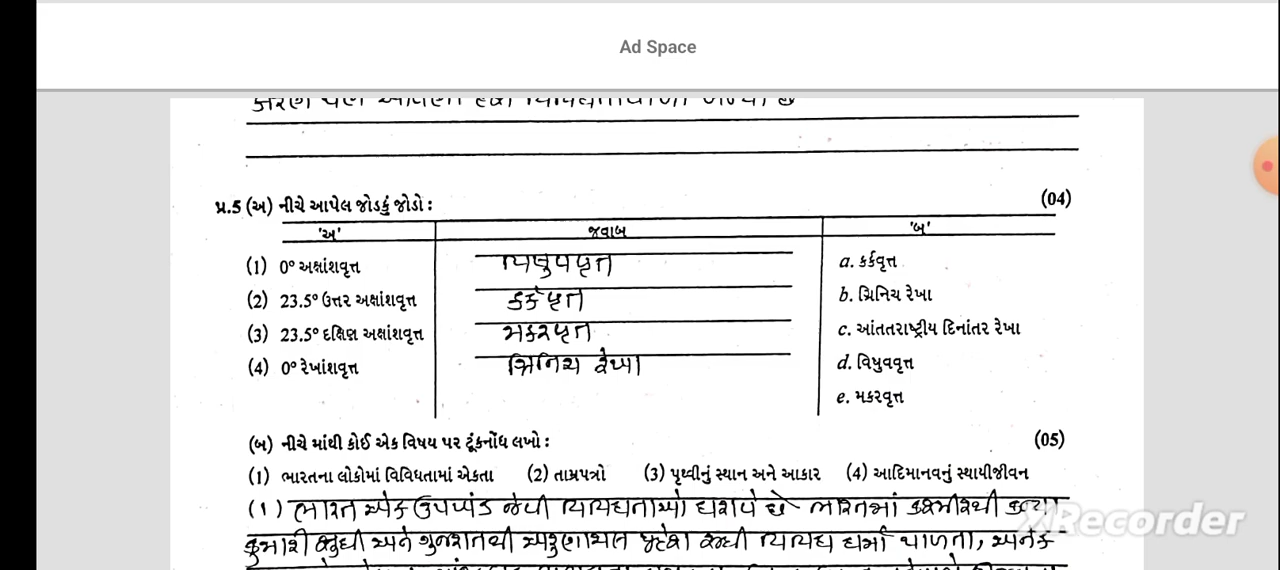 Ad Space
પ્ર.5 (અ) નીચે આપેલ જોડકું જોડો : (04)
'અ' જવાબ 'બ'
(1) 0° અક્ષાંશવૃત્ત વિષુવવૃત a. કર્કવૃત્ત
(2) 23.5° ઉત્તર અક્ષાંશવૃત્ત કર્કવૃત b. ગ્રિનિચ રેખા
(3) 23.5° દક્ષિણ અક્ષાંશવૃત્ત મકરવૃત c. આંતતરાષ્ટ્રીય દિનાંતર રેખા
(4) 0° રેખાંશવૃત્ત ગ્રિનિચ રેખા d. વિષુવવૃત્ત
e. મકરવૃત્ત
(બ) નીચે માંથી કોઈ એક વિષય પર ટૂંકનોંધ લખો : (05)
(1) ભારતના લોકોમાં વિવિધતામાં એકતા (2) તામ્રપત્રો (3) પૃથ્વીનું સ્થાન અને આકાર (4) આદિમાનવનું સ્થાયીજીવન
(1) ભારત એક ઉપખંડ જેવી વિવિધતાઓ ધરાવે છે ભારતમાં કશ્મીરથી કન્યા
કુમારી સુધી અને ગુજરાતથી અરુણાચલ પ્રદેશ સુધી વિવિધ ધર્મો પાળતા, અનેક
XRecorder